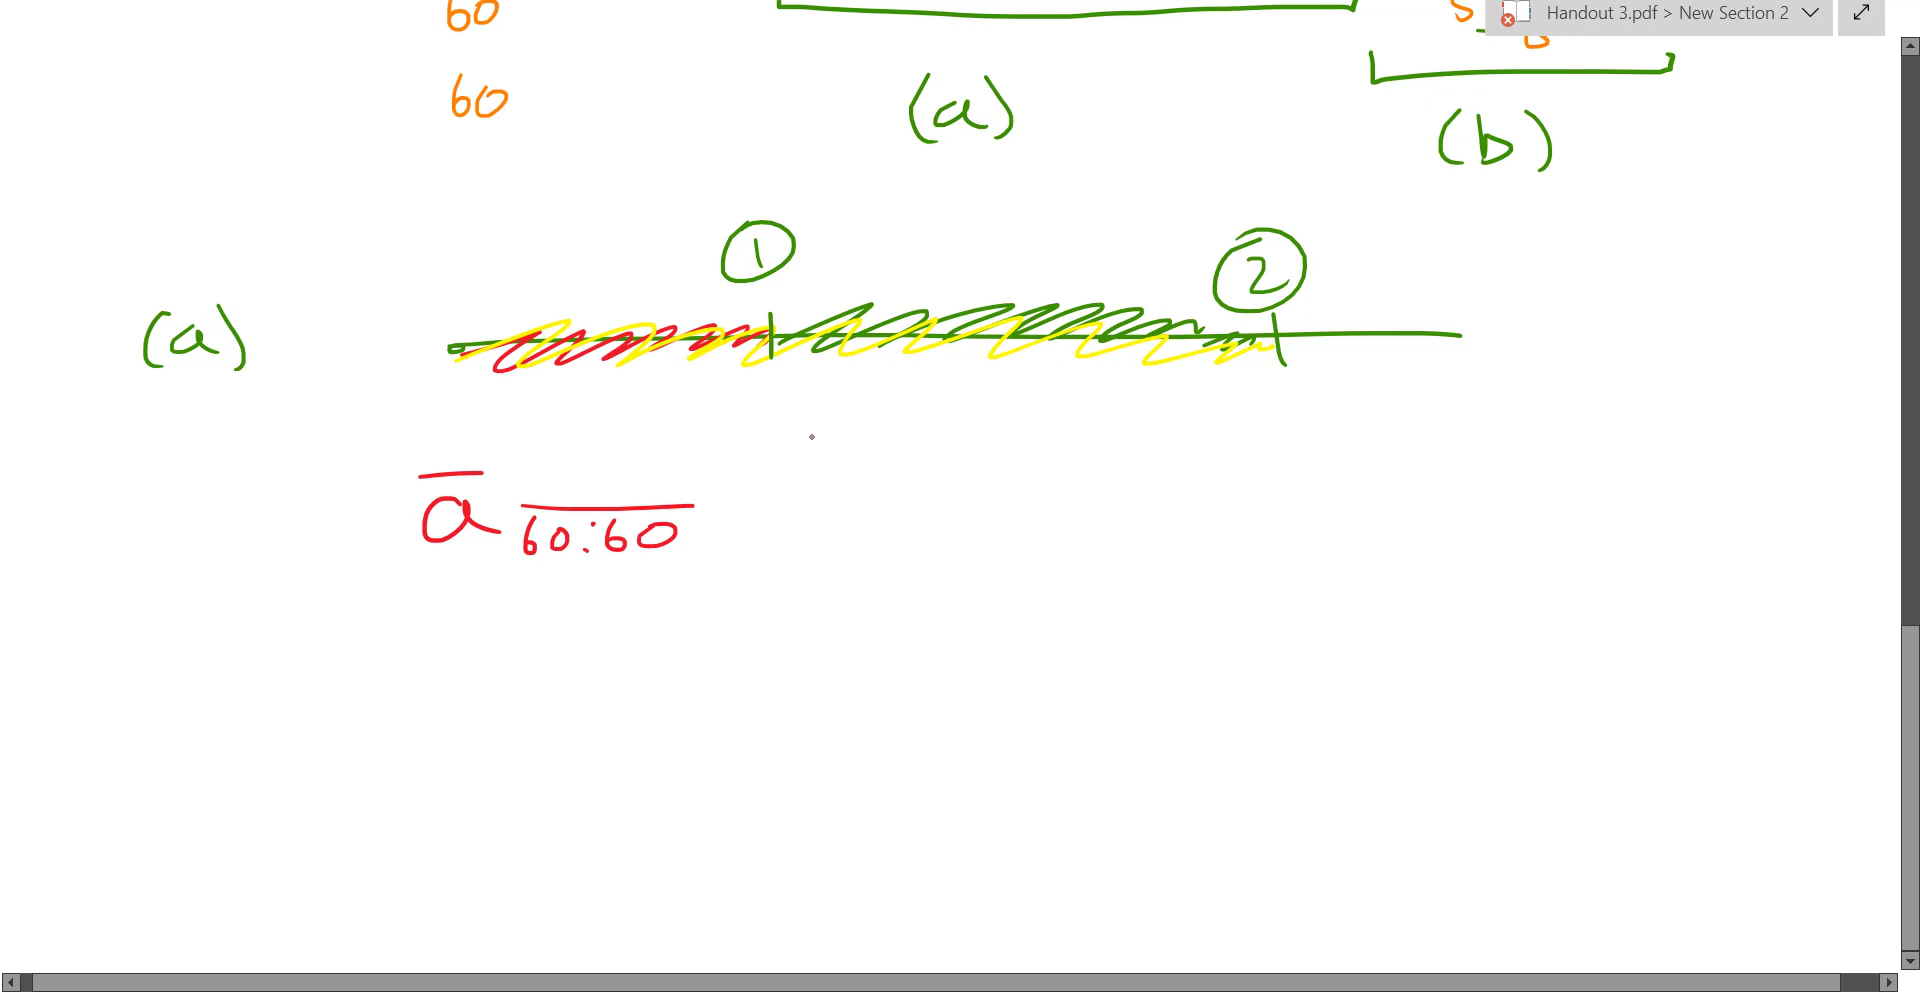 60
Handout 3.pdf > New Section 2
60
(a)
(b)
1
2
(a)
a 60:60